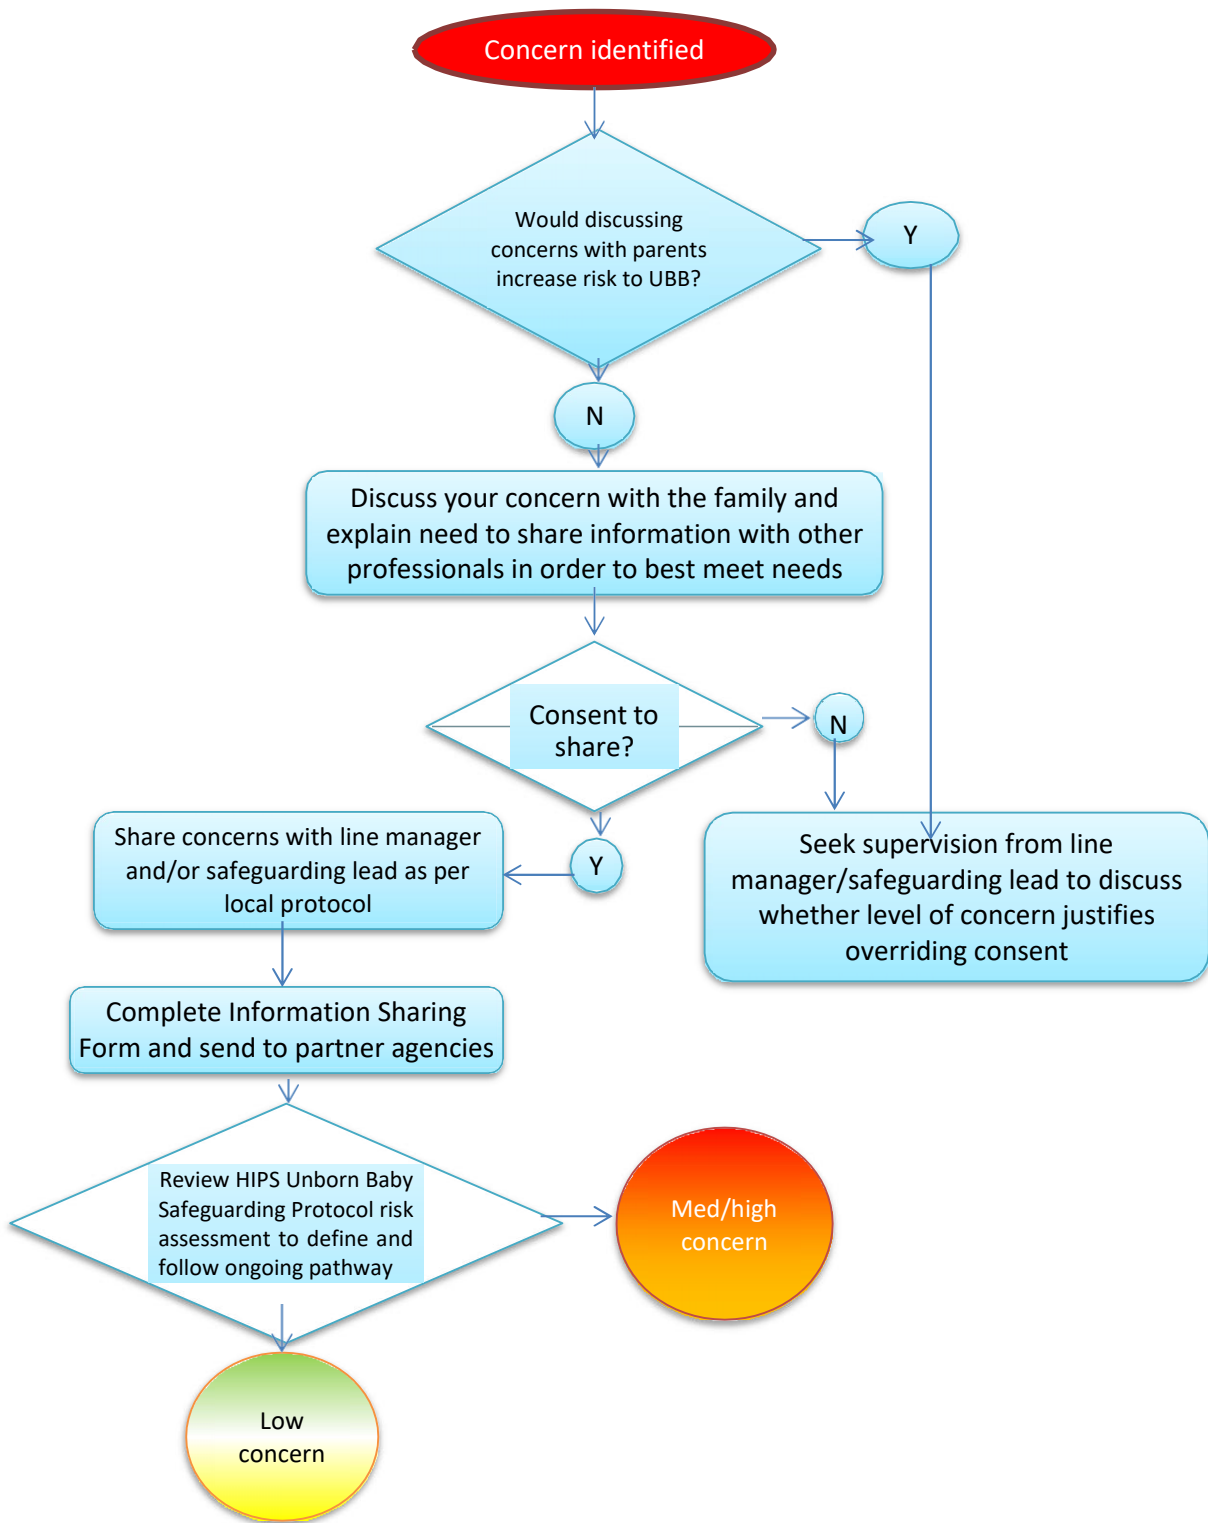 Concern identified
Would discussing
concerns with parents
increase risk to UBB?
Y
N
Discuss your concern with the family and
explain need to share information with other
professionals in order to best meet needs
Consent to
share?
N
Y
Share concerns with line manager
and/or safeguarding lead as per
local protocol
Seek supervision from line
manager/safeguarding lead to discuss
whether level of concern justifies
overriding consent
Complete Information Sharing
Form and send to partner agencies
Review HIPS Unborn Baby
Safeguarding Protocol risk
assessment to define and
follow ongoing pathway
Med/high
concern
Low
concern